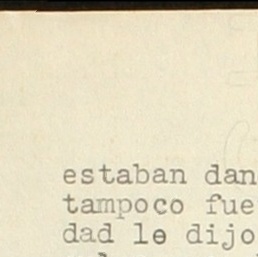 estaban dan
tampoco fue
dad le dijo